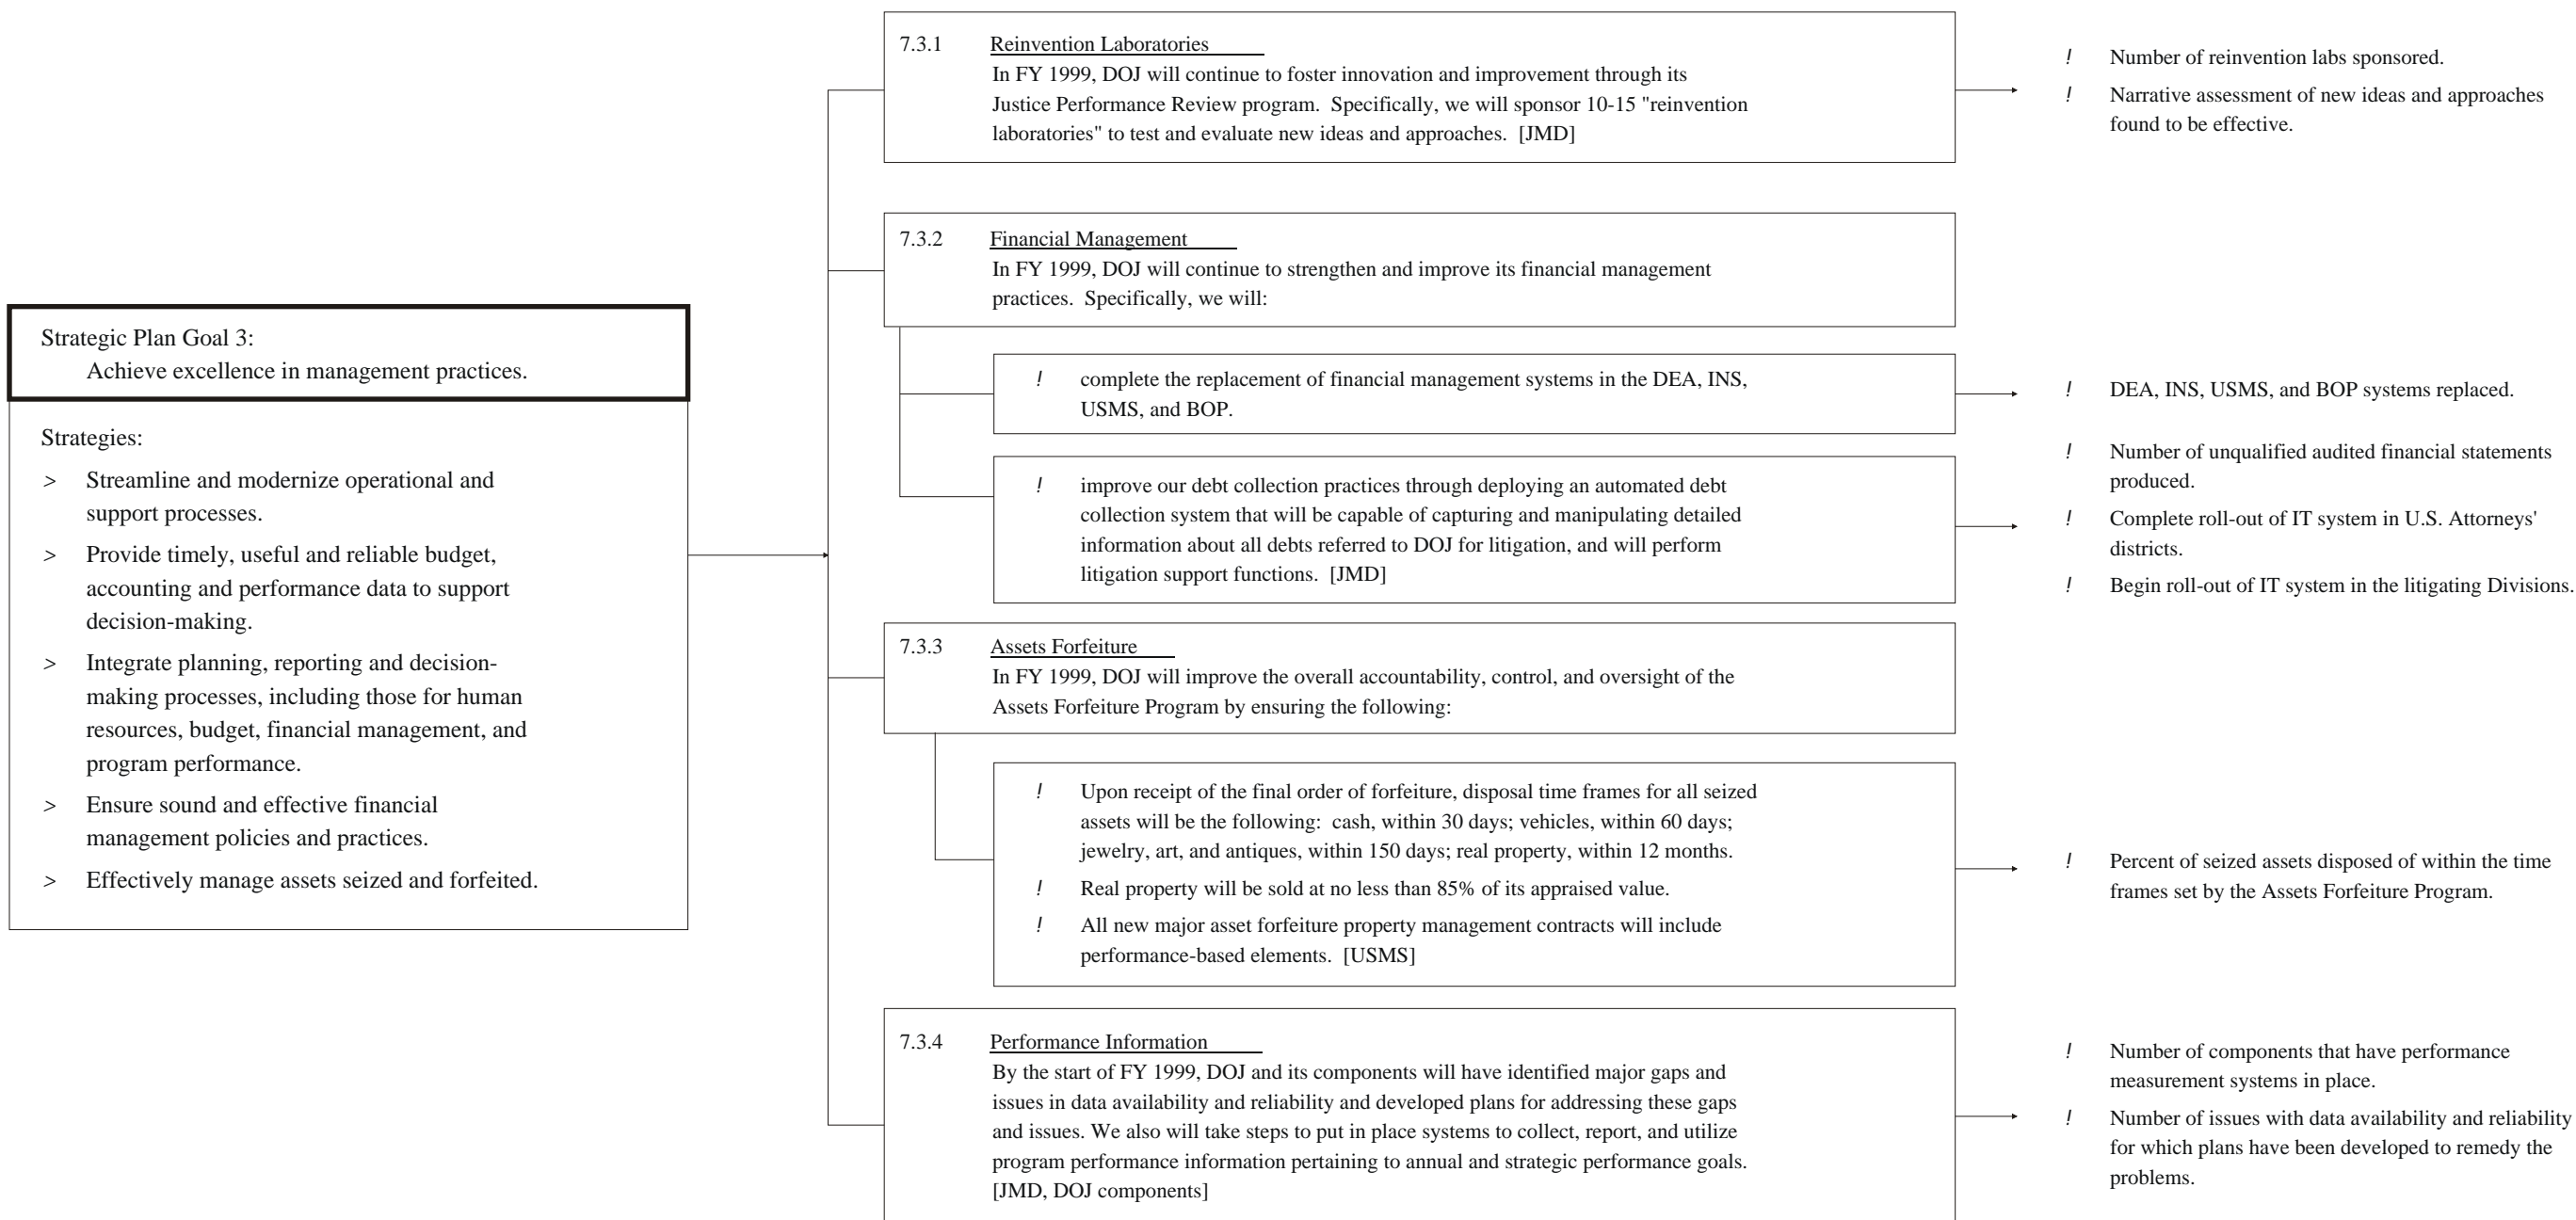 Strategic Plan Goal 3:
Achieve excellence in management practices.
Strategies:
> Streamline and modernize operational and
support processes.
> Provide timely, useful and reliable budget,
accounting and performance data to support
decision-making.
> Integrate planning, reporting and decision-
making processes, including those for human
resources, budget, financial management, and
program performance.
> Ensure sound and effective financial
management policies and practices.
> Effectively manage assets seized and forfeited.
7.3.1 Reinvention Laboratories
In FY 1999, DOJ will continue to foster innovation and improvement through its
Justice Performance Review program. Specifically, we will sponsor 10-15 "reinvention
laboratories" to test and evaluate new ideas and approaches. [JMD]
! Number of reinvention labs sponsored.
! Narrative assessment of new ideas and approaches
found to be effective.
7.3.2 Financial Management
In FY 1999, DOJ will continue to strengthen and improve its financial management
practices. Specifically, we will:
! complete the replacement of financial management systems in the DEA, INS,
USMS, and BOP.
! DEA, INS, USMS, and BOP systems replaced.
! improve our debt collection practices through deploying an automated debt
collection system that will be capable of capturing and manipulating detailed
information about all debts referred to DOJ for litigation, and will perform
litigation support functions. [JMD]
! Number of unqualified audited financial statements
produced.
! Complete roll-out of IT system in U.S. Attorneys'
districts.
! Begin roll-out of IT system in the litigating Divisions.
7.3.3 Assets Forfeiture
In FY 1999, DOJ will improve the overall accountability, control, and oversight of the
Assets Forfeiture Program by ensuring the following:
! Upon receipt of the final order of forfeiture, disposal time frames for all seized
assets will be the following: cash, within 30 days; vehicles, within 60 days;
jewelry, art, and antiques, within 150 days; real property, within 12 months.
! Real property will be sold at no less than 85% of its appraised value.
! All new major asset forfeiture property management contracts will include
performance-based elements. [USMS]
! Percent of seized assets disposed of within the time
frames set by the Assets Forfeiture Program.
7.3.4 Performance Information
By the start of FY 1999, DOJ and its components will have identified major gaps and
issues in data availability and reliability and developed plans for addressing these gaps
and issues. We also will take steps to put in place systems to collect, report, and utilize
program performance information pertaining to annual and strategic performance goals.
[JMD, DOJ components]
! Number of components that have performance
measurement systems in place.
! Number of issues with data availability and reliability
for which plans have been developed to remedy the
problems.